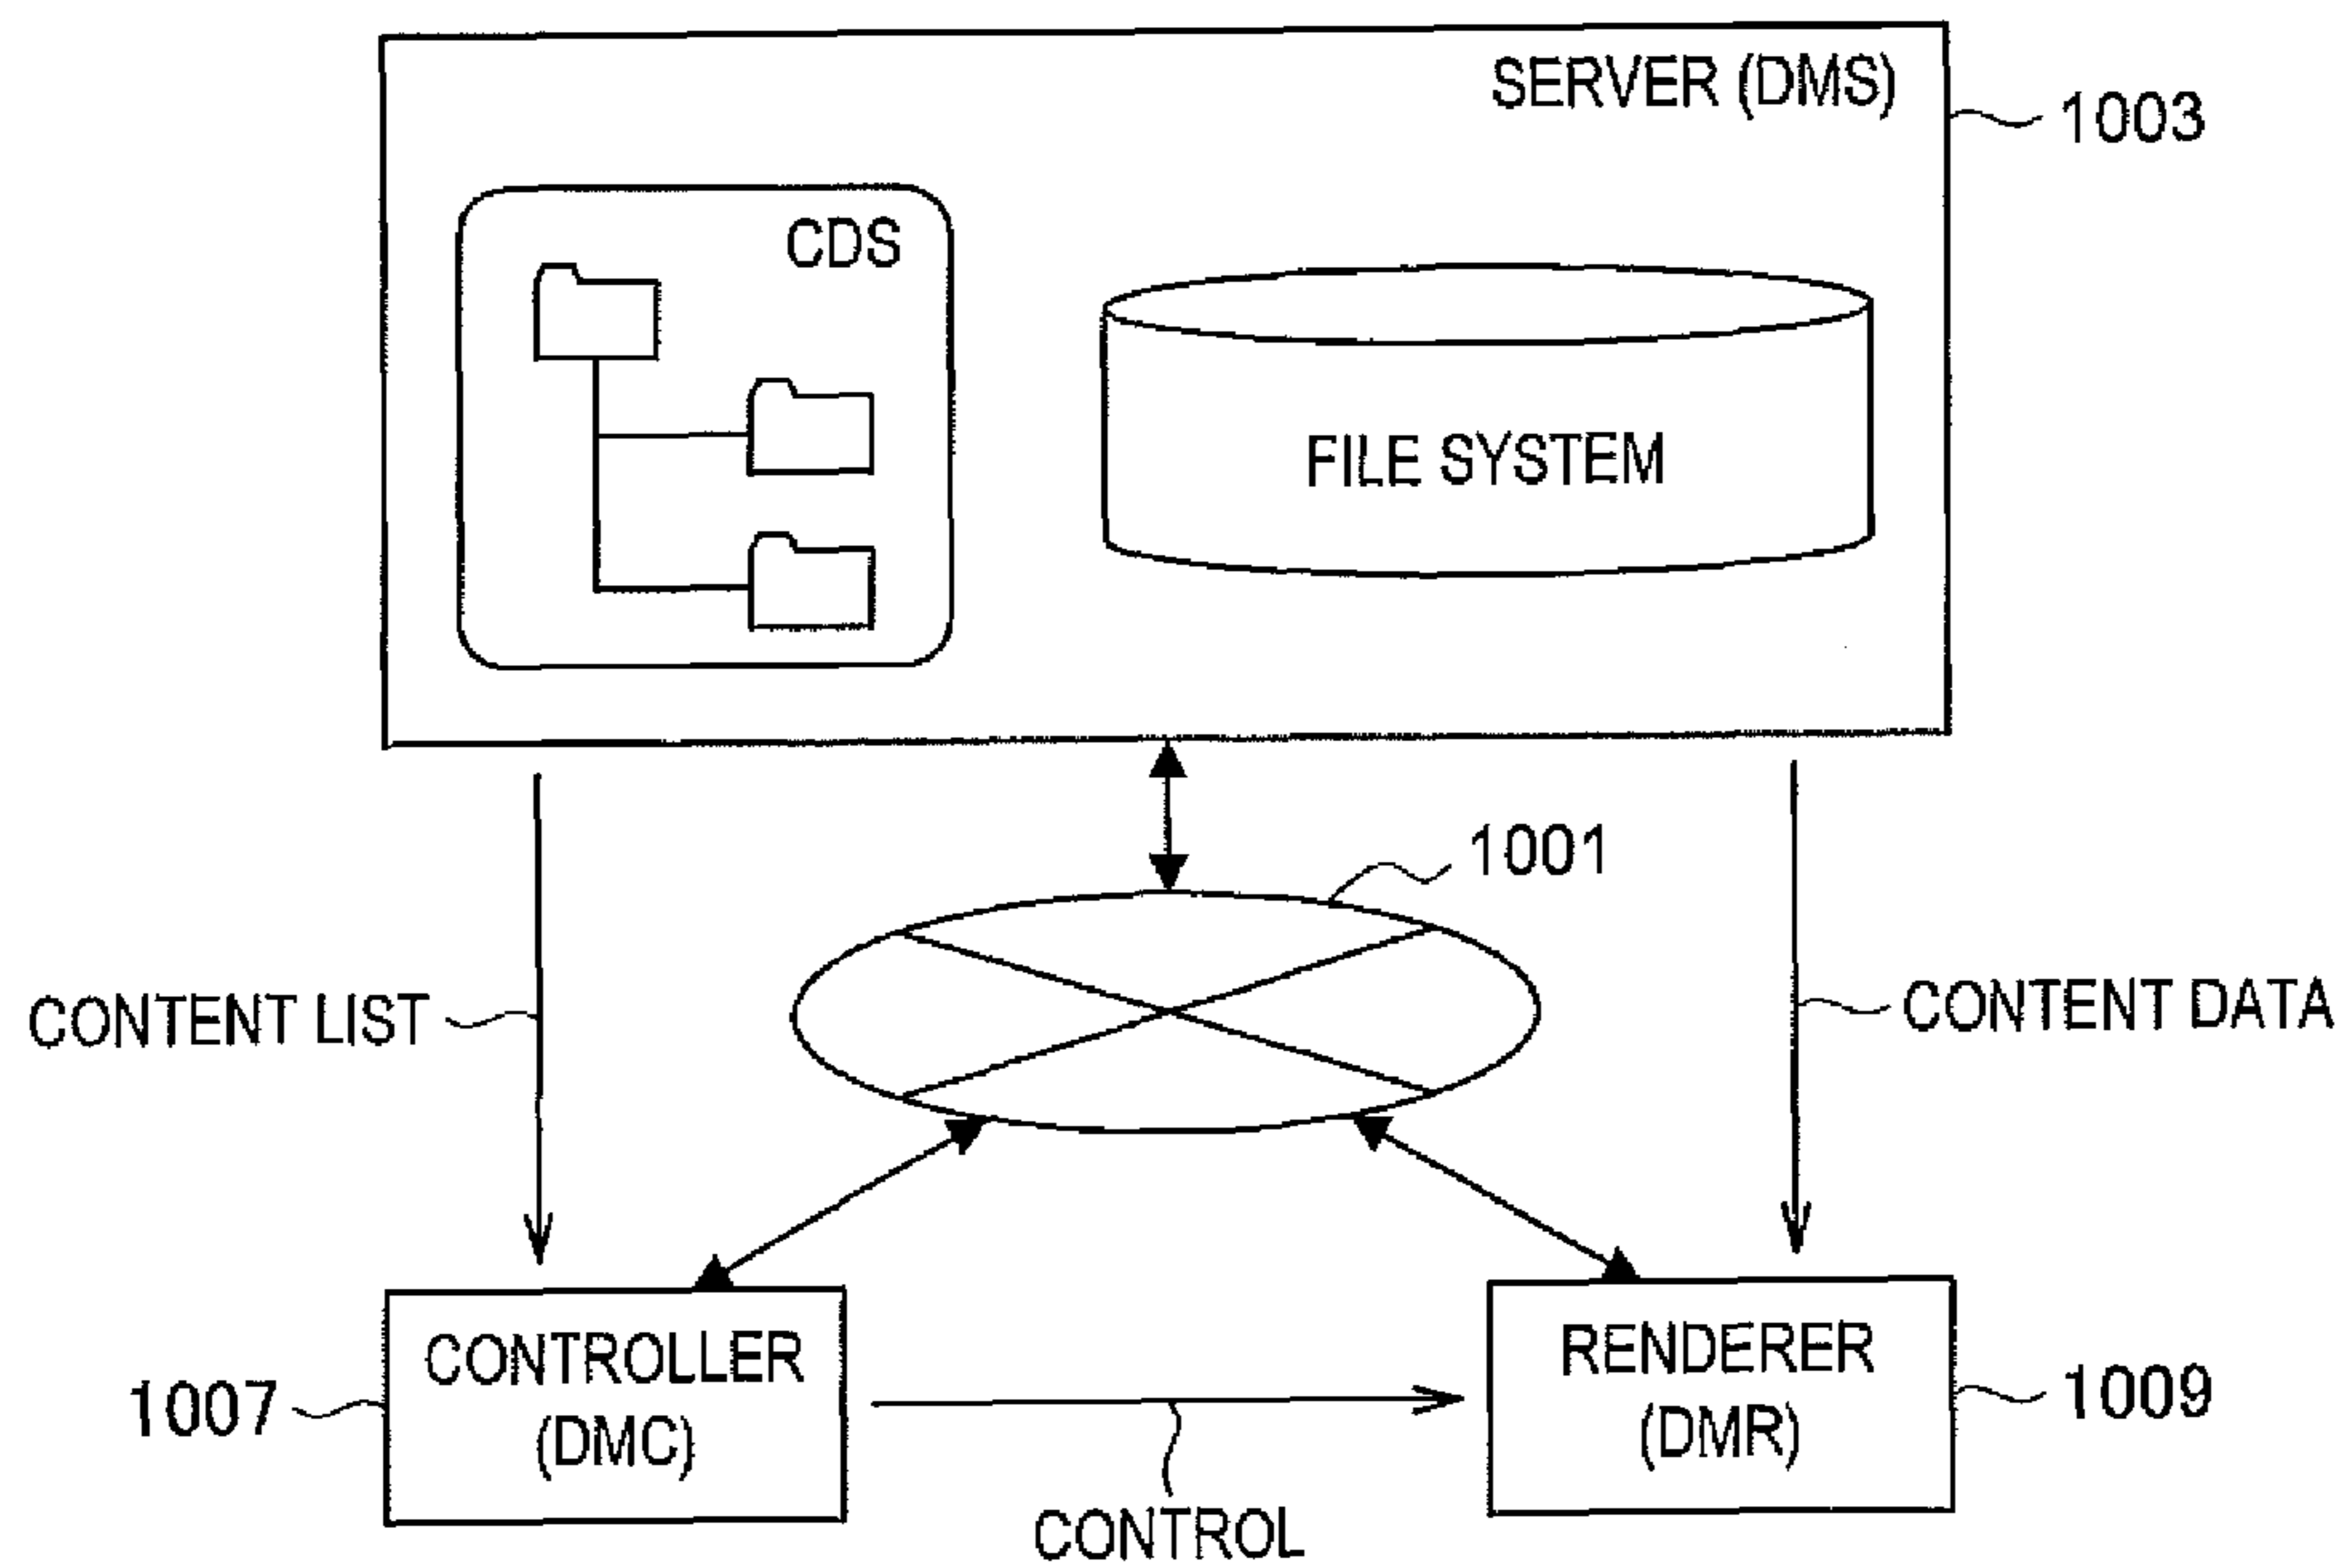 SERVER (DMS)
1003
CDS
FILE SYSTEM
1001
CONTENT LIST
CONTENT DATA
CONTROLLER
(DMC)
1007
RENDERER
(DMR)
1009
CONTROL